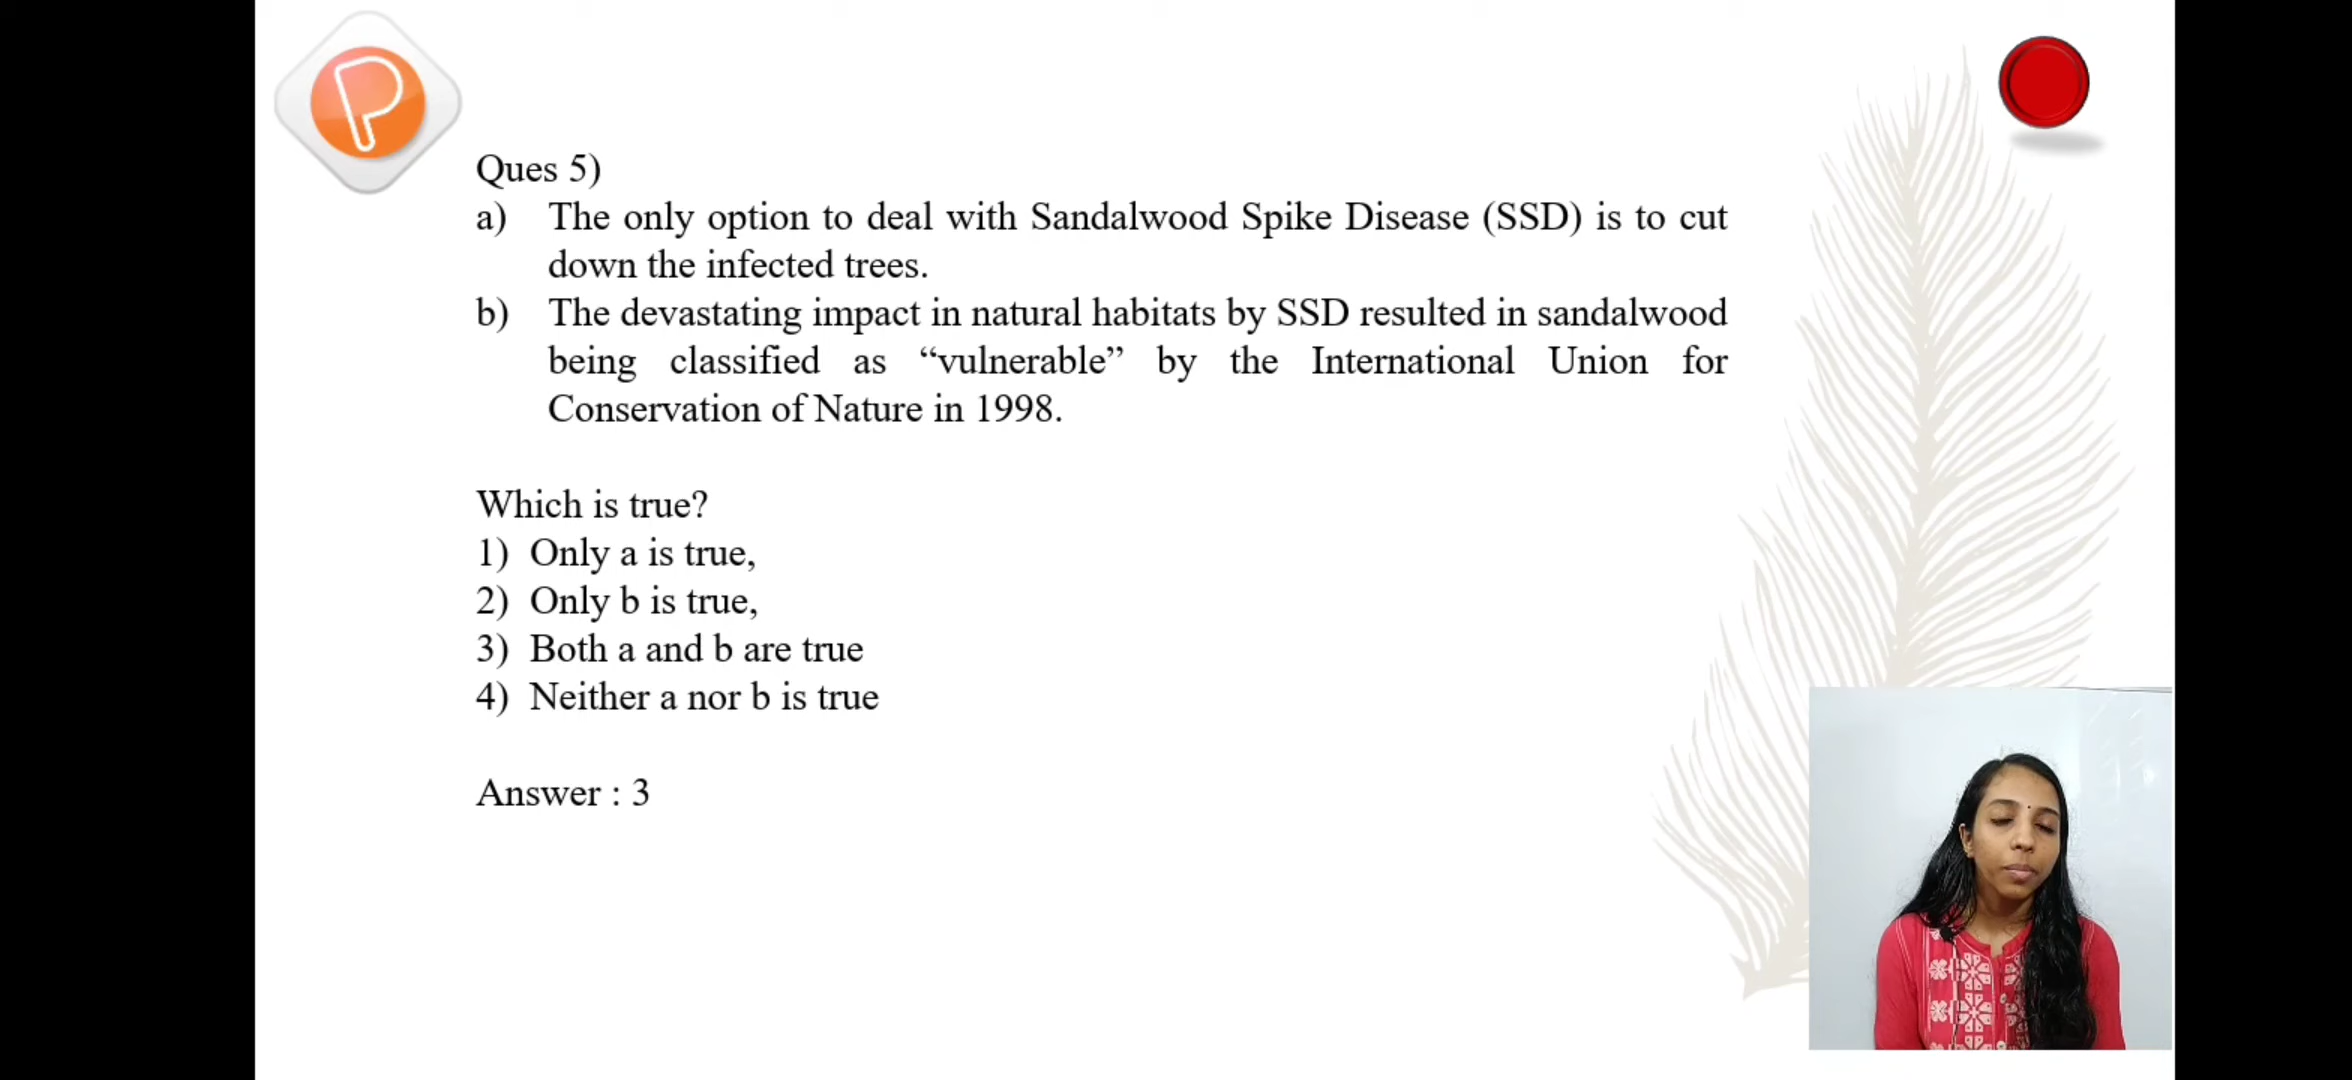 Ques 5)
a) The only option to deal with Sandalwood Spike Disease (SSD) is to cut
down the infected trees.
b) The devastating impact in natural habitats by SSD resulted in sandalwood
being classified as “vulnerable” by the International Union for
Conservation of Nature in 1998.
Which is true?
1) Only a is true,
2) Only b is true,
3) Both a and b are true
4) Neither a nor b is true
Answer : 3